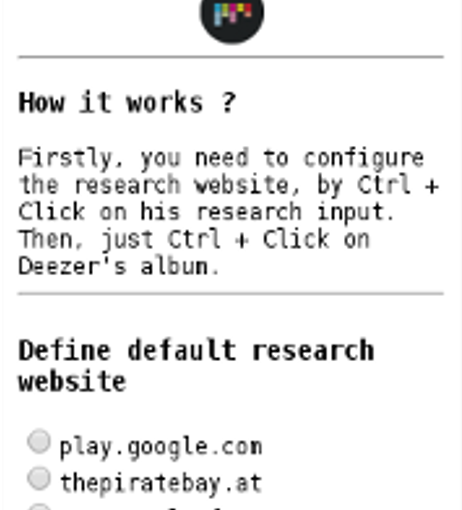 How it works ?
Firstly, you need to configure
the research website, by Ctrl +
Click on his research input.
Then, just Ctrl + Click on
Deezer's album.
Define default research
website
play.google.com
thepiratebay.at